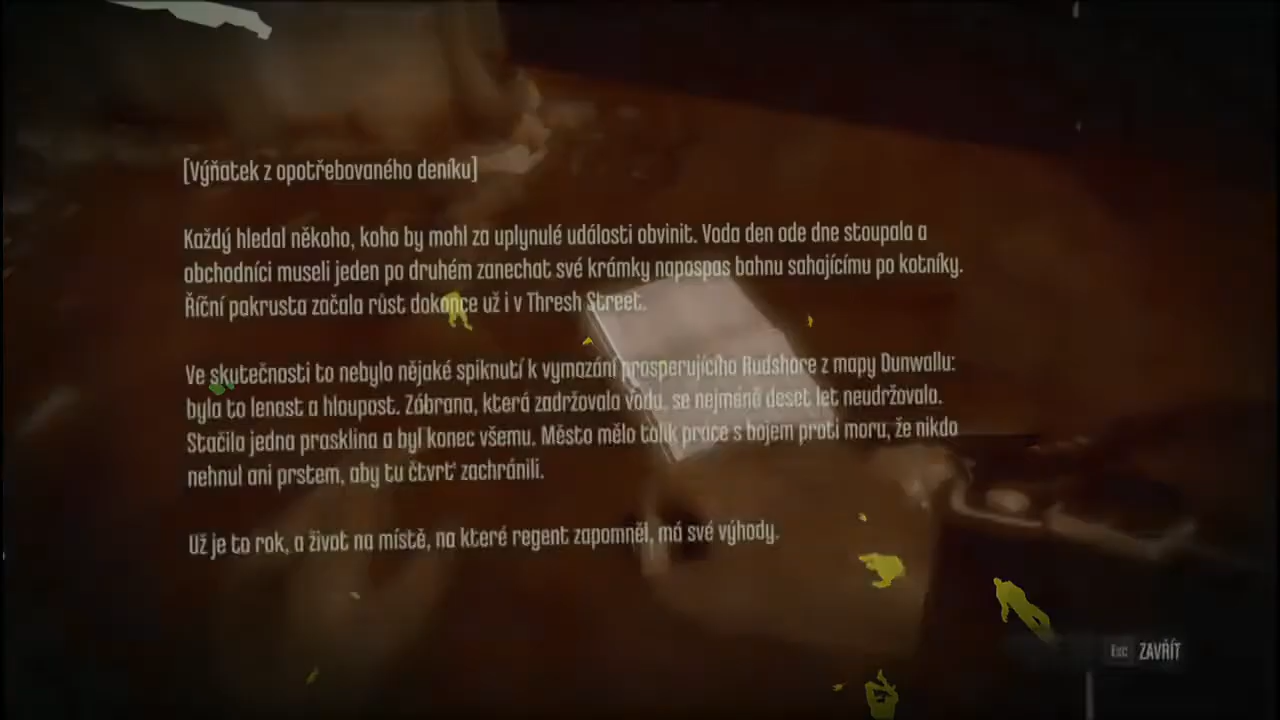 [Výňatek z opotřebovaného deníku]
Každý hledal někoho, koho by mohl za uplynulé události obvinit. Voda den ode dne stoupala a
obchodníci museli jeden po druhém zanechat své krámky napospas bahnu sahajícímu po kotníky.
Říční pakrusta začala růst dokonce už i v Thresh Street.
Ve skutečnosti to nebylo nějaké spiknutí k vymazání prosperujícího Rudshore z mapy Dunwallu:
byla to lenost a hloupost. Zábrana, která zadržovala vodu, se nejméně deset let neudržovala.
Stačila jedna prasklina a byl konec všemu. Město mělo tolik práce s bojem proti moru, že nikdo
nehnul ani prstem, aby tu čtvrť zachránili.
Už je to rok, a život na místě, na které regent zapomněl, má své výhody.
Esc ZAVŘÍT